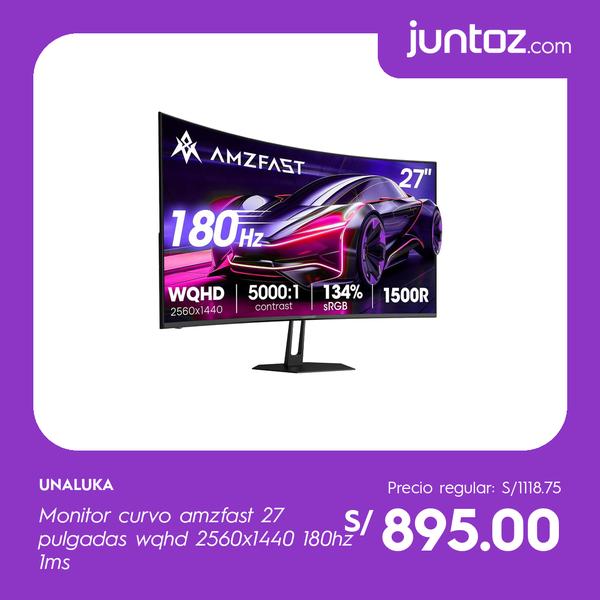 juntoz.com
AMZFAST
27"
180Hz
WQHD
2560x1440
5000:1
contrast
134%
sRGB
1500R
UNALUKA
Monitor curvo amzfast 27
pulgadas wqhd 2560x1440 180hz
1ms
Precio regular: S/1118.75
S/ 895.00